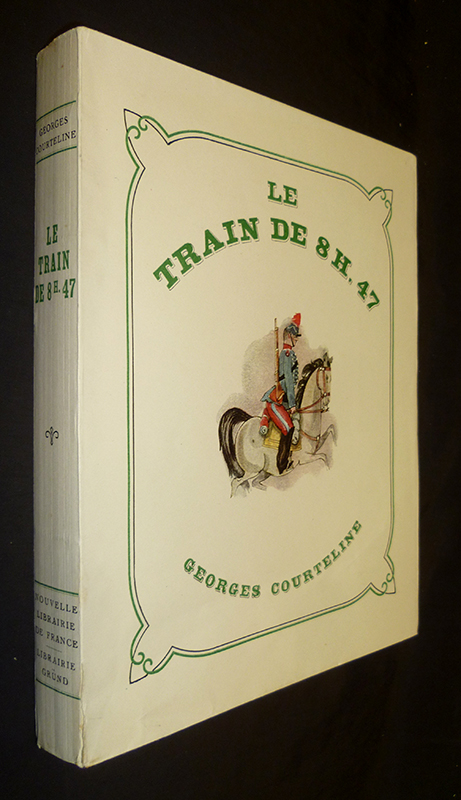 GEORGES
COURTELINE
LE
TRAIN
DE 8H. 47
NOUVELLE
LIBRAIRIE
DE FRANCE
LIBRAIRIE
GRÜND
LE
TRAIN DE 8 H. 47
GEORGES COURTELINE